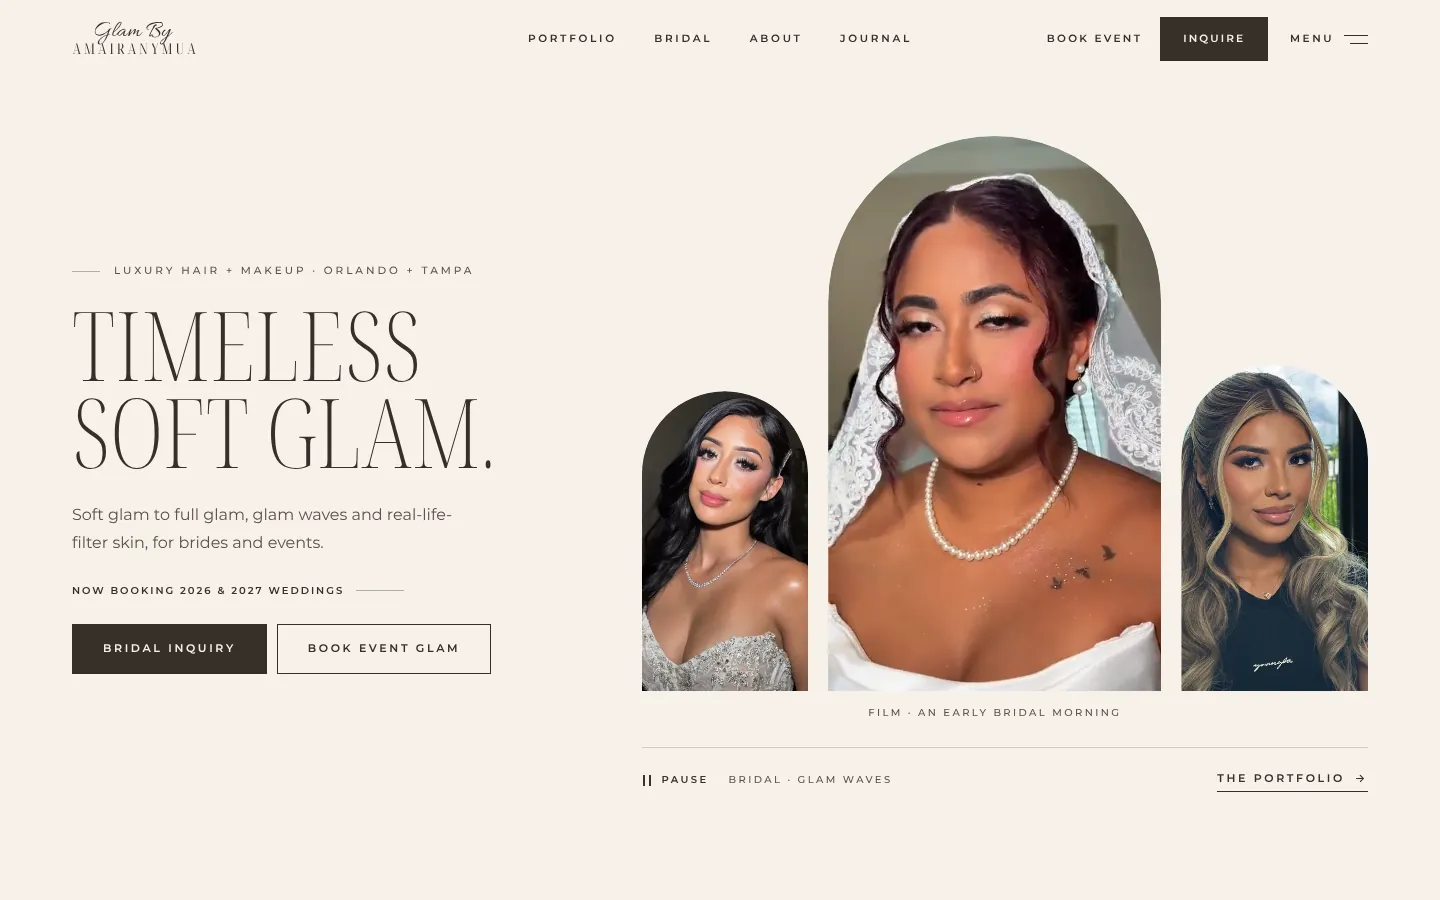 Glam By
AMAIRANYMUA
PORTFOLIO
BRIDAL
ABOUT
JOURNAL
BOOK EVENT
INQUIRE
MENU
LUXURY HAIR + MAKEUP · ORLANDO + TAMPA
TIMELESS
SOFT GLAM.
Soft glam to full glam, glam waves and real-life-
filter skin, for brides and events.
NOW BOOKING 2026 & 2027 WEDDINGS
BRIDAL INQUIRY
BOOK EVENT GLAM
FILM · AN EARLY BRIDAL MORNING
PAUSE
BRIDAL · GLAM WAVES
THE PORTFOLIO →